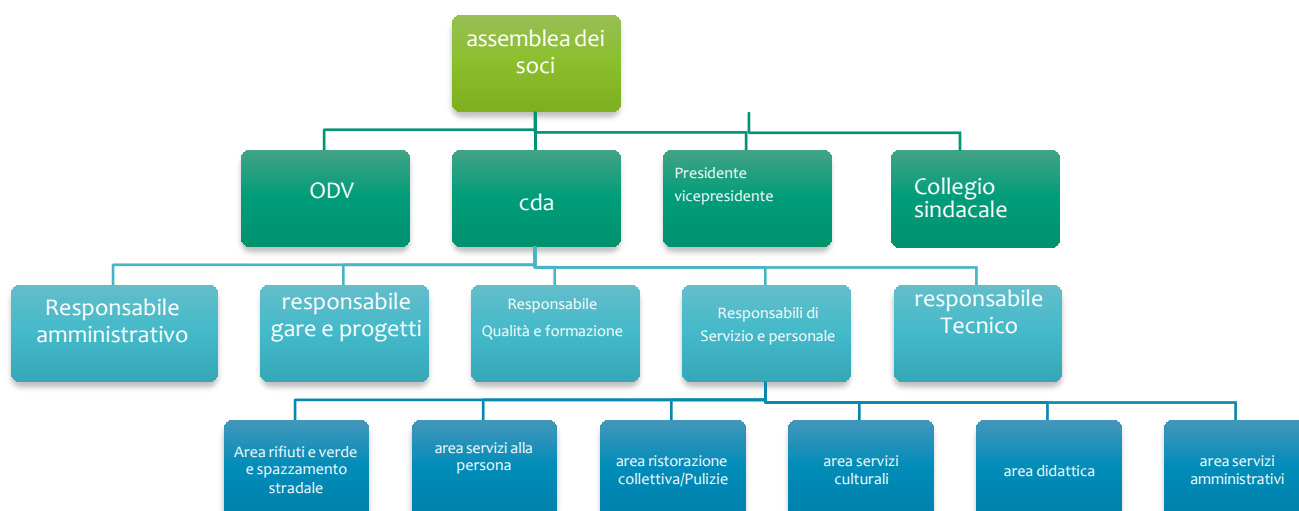 assemblea dei
soci
ODV
cda
Presidente
vicepresidente
Collegio
sindacale
Responsabile
amministrativo
responsabile
gare e progetti
Responsabile
Qualità e formazione
Responsabili di
Servizio e personale
responsabile
Tecnico
Area rifiuti e verde
e spazzamento
stradale
area servizi alla
persona
area ristorazione
collettiva/Pulizie
area servizi
culturali
area didattica
area servizi
amministrativi